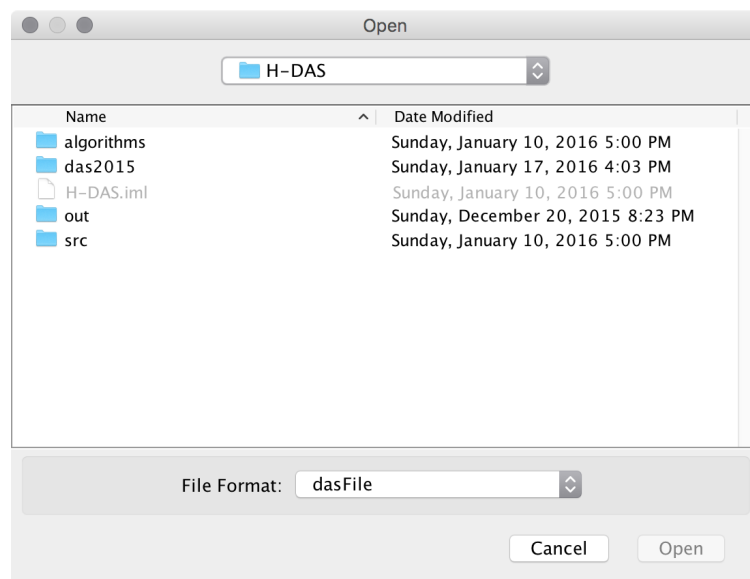 Open
H-DAS
Name Date Modified
algorithms Sunday, January 10, 2016 5:00 PM
das2015 Sunday, January 17, 2016 4:03 PM
H-DAS.iml Sunday, January 10, 2016 5:00 PM
out Sunday, December 20, 2015 8:23 PM
src Sunday, January 10, 2016 5:00 PM
File Format: dasFile
Cancel Open